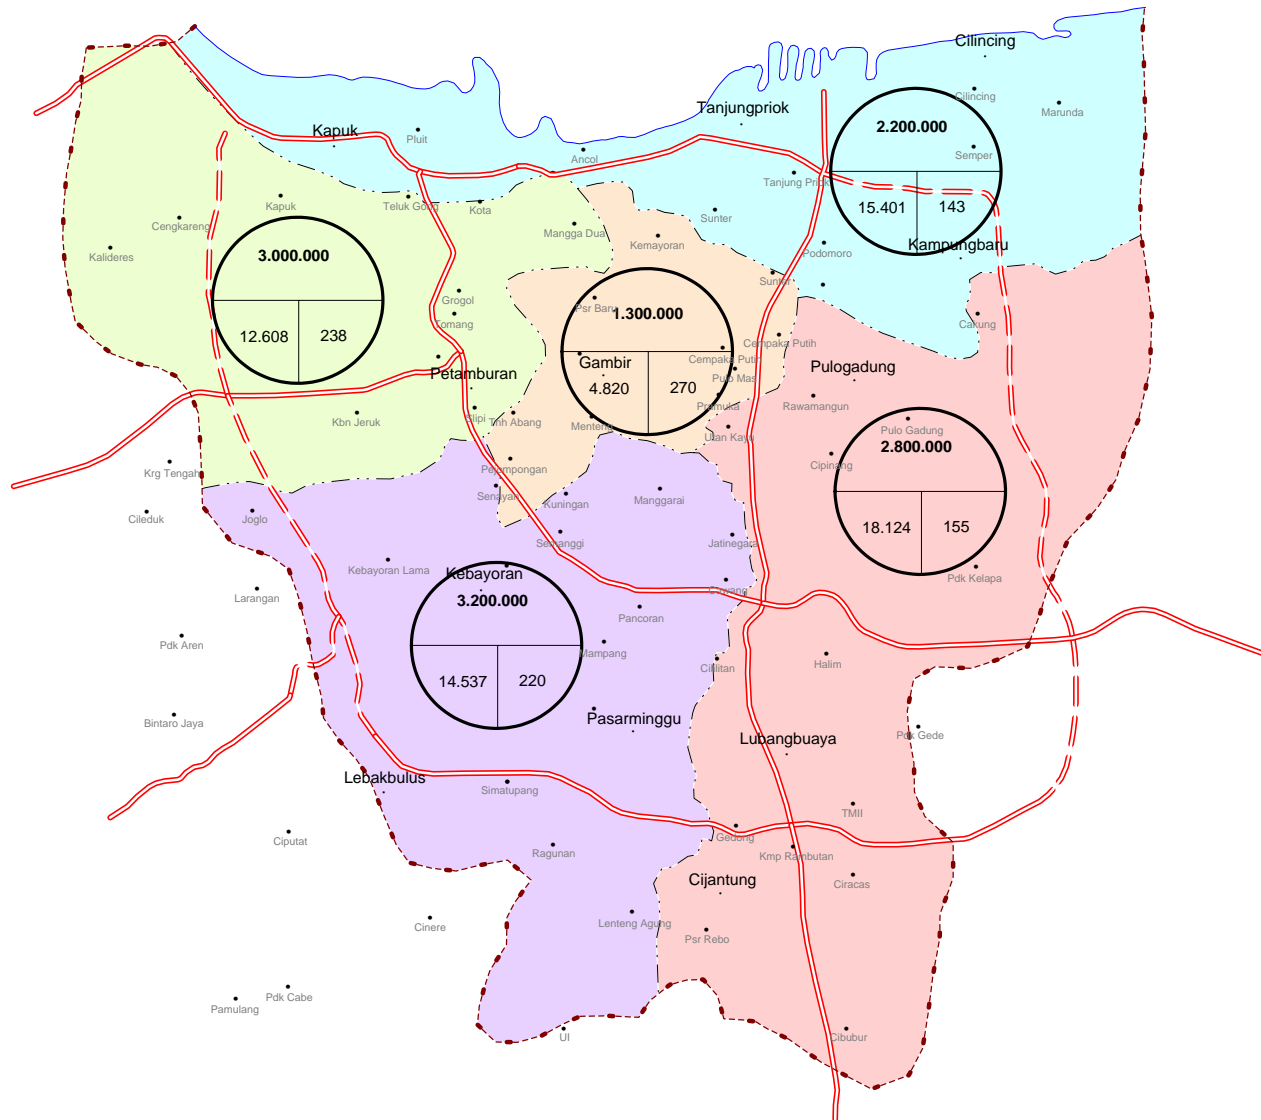 Cilincing
Cilincing
Marunda
Tanjungpriok
2.200.000
Kapuk
Pluit
Semper
Ancol
Tanjung Priok
15.401
143
Kapuk
Teluk Gong
Kota
Sunter
Cengkareng
Mangga Dua
Kemayoran
Kampungbaru
Podomoro
Kalideres
3.000.000
Sunter
Grogol
Psr Baru
1.300.000
Tomang
Cakung
12.608
238
Cempaka Putih
Gambir
Cempaka Putih
Petamburan
Pulo Mas
Pulogadung
4.820
270
Slipi
Tnh Abang
Pramuka
Rawamangun
Kbn Jeruk
Menteng
Utan Kayu
Pulo Gadung
2.800.000
Krg Tengah
Pejompongan
Cipinang
Senayan
Kuningan
Manggarai
Cileduk
Joglo
18.124
155
Semanggi
Jatinegara
Kebayoran Lama
Kebayoran
Pdk Kelapa
Larangan
3.200.000
Cawang
Pancoran
Pdk Aren
Mampang
Cililitan
Halim
14.537
220
Bintaro Jaya
Pasarminggu
Lubangbuaya
Pdk Gede
Lebakbulus
Simatupang
TMII
Ciputat
Gedong
Ragunan
Kmp Rambutan
Cijantung
Ciracas
Cinere
Lenteng Agung
Psr Rebo
Pdk Cabe
Pamulang
UI
Cibubur